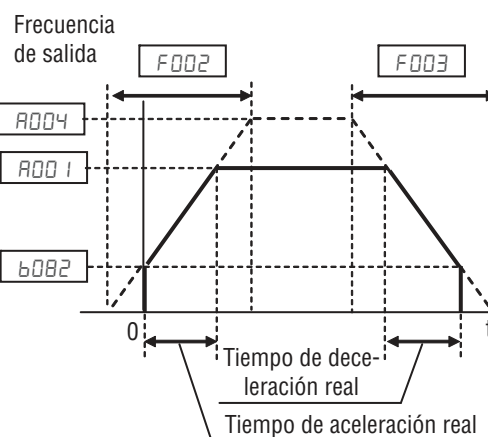 Frecuencia
de salida
F002
F003
A004
A001
b082
0
t
Tiempo de dece-
leración real
Tiempo de aceleración real